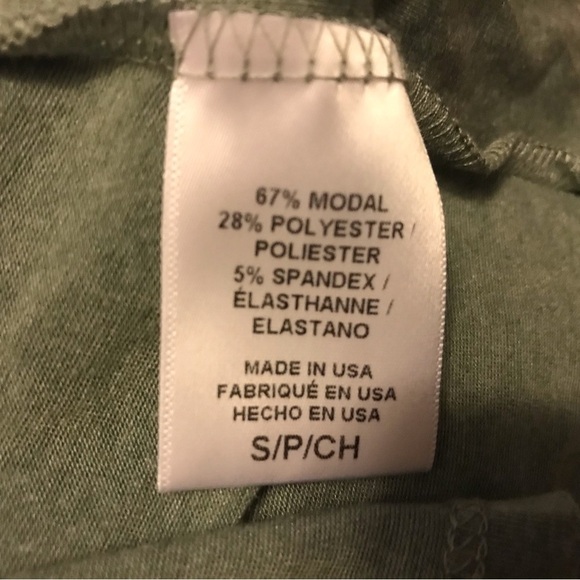 67% MODAL
28% POLYESTER /
POLIESTER
5% SPANDEX /
ÉLASTHANNE /
ELASTANO
MADE IN USA
FABRIQUÉ EN USA
HECHO EN USA
S/P/CH